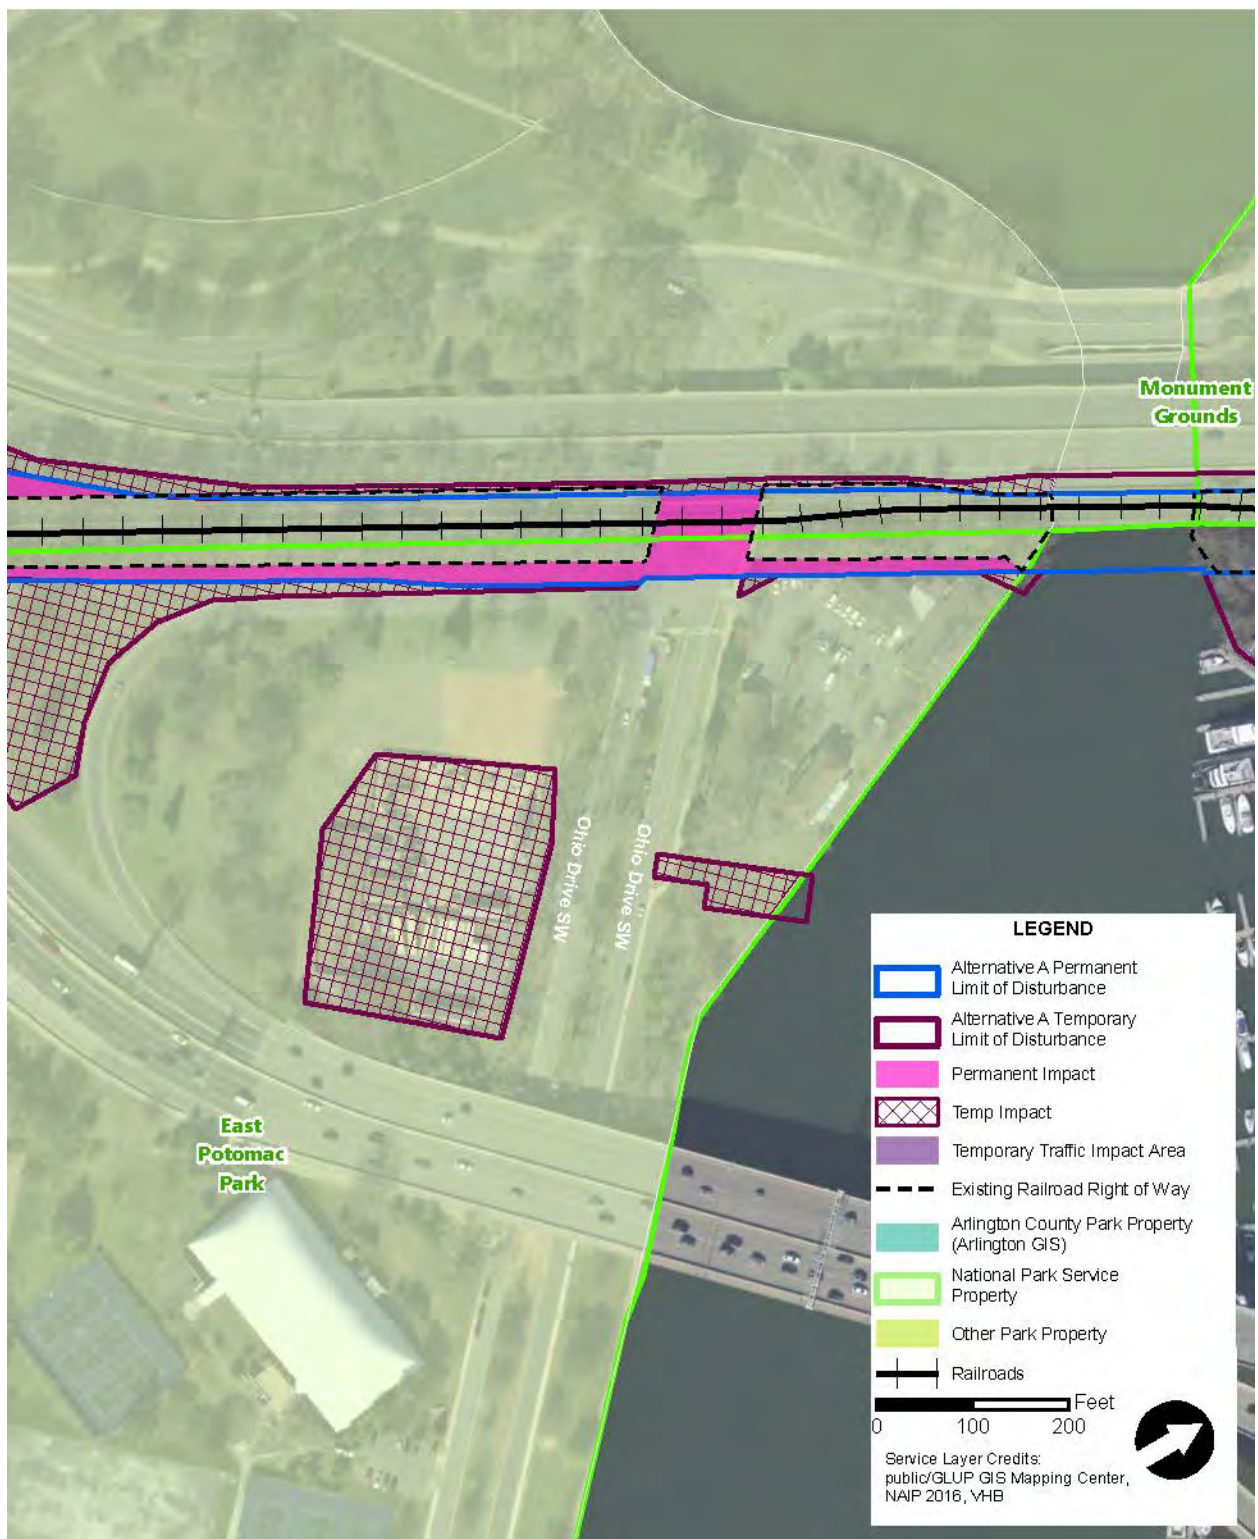 Monument
Grounds
Ohio Drive SW
Ohio Drive SW
East
Potomac
Park
LEGEND
Alternative A Permanent
Limit of Disturbance
Alternative A Temporary
Limit of Disturbance
Permanent Impact
Temp Impact
Temporary Traffic Impact Area
Existing Railroad Right of Way
Arlington County Park Property
(Arlington GIS)
National Park Service
Property
Other Park Property
Railroads
Feet
0 100 200
Service Layer Credits:
public/GLUP GIS Mapping Center,
NAIP 2016, VHB